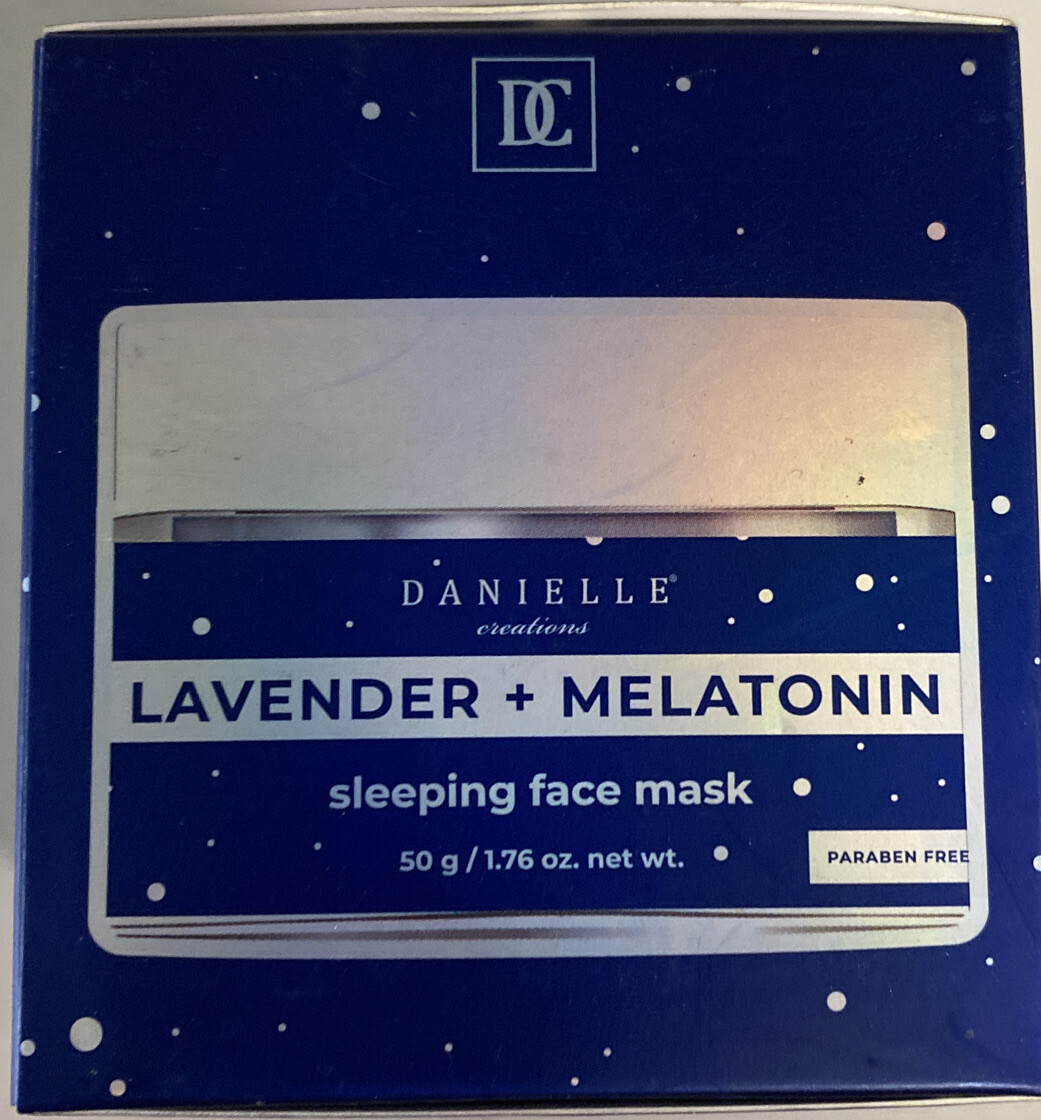 DC
DANIELLE®
creations
LAVENDER + MELATONIN
sleeping face mask
50 g / 1.76 oz. net wt.
PARABEN FREE